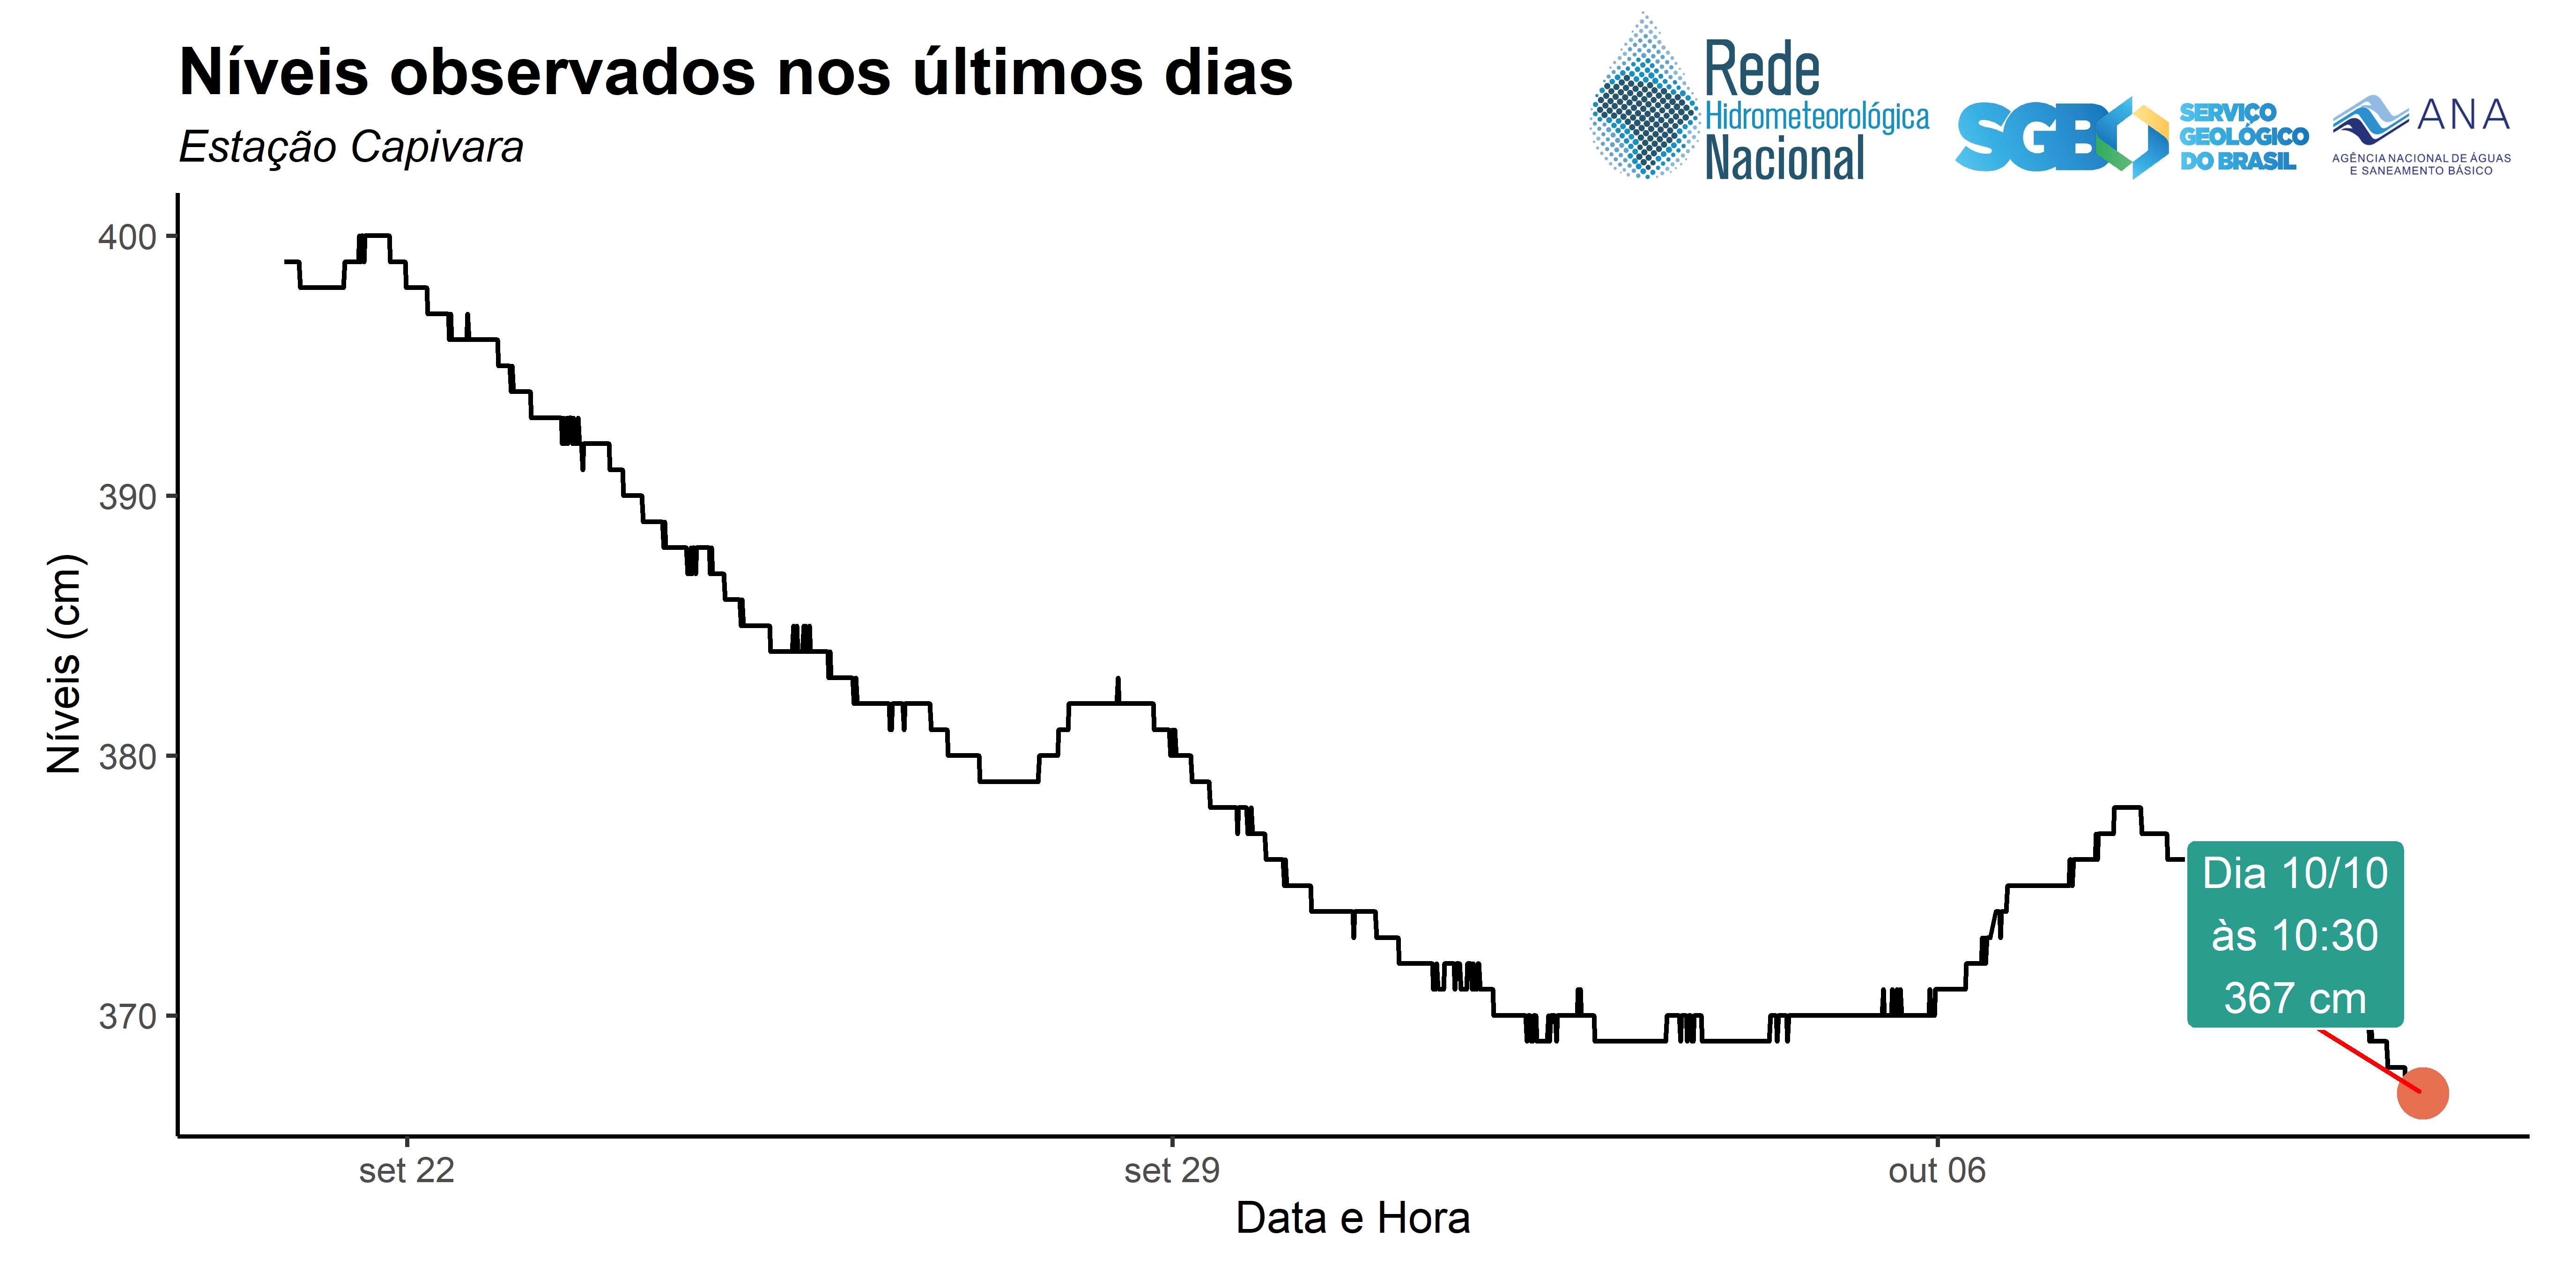 Níveis observados nos últimos dias
Estação Capivara
Rede
Hidrometeorológica
Nacional
SGB
SERVIÇO
GEOLÓGICO
DO BRASIL
ANA
AGÊNCIA NACIONAL DE ÁGUAS
E SANEAMENTO BÁSICO
Níveis (cm)
400
390
380
370
Dia 10/10
às 10:30
367 cm
set 22
set 29
out 06
Data e Hora